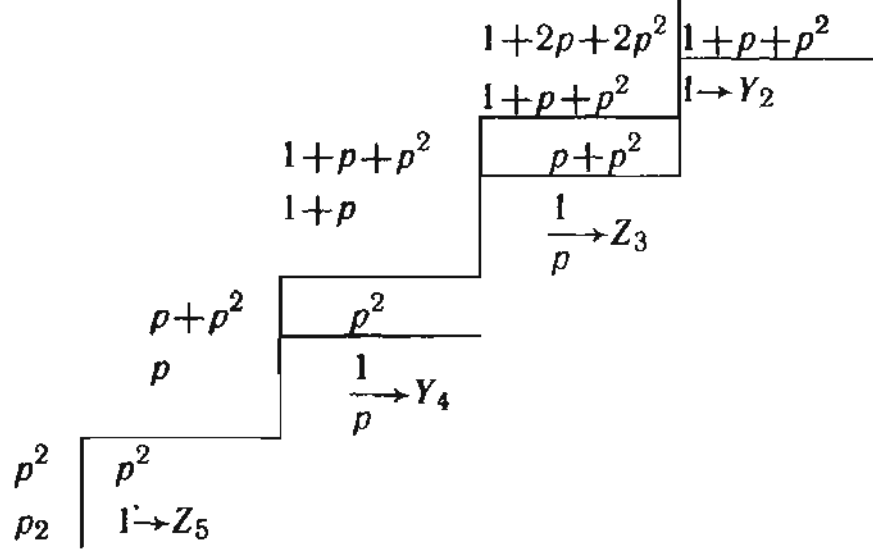 1+2p+2p² 1+p+p²
1+p+p² 1→Y₂
1+p+p² p+p²
1+p 1/p→Z₃
p+p² p²
p 1/p→Y₄
p² p²
p₂ 1→Z₅